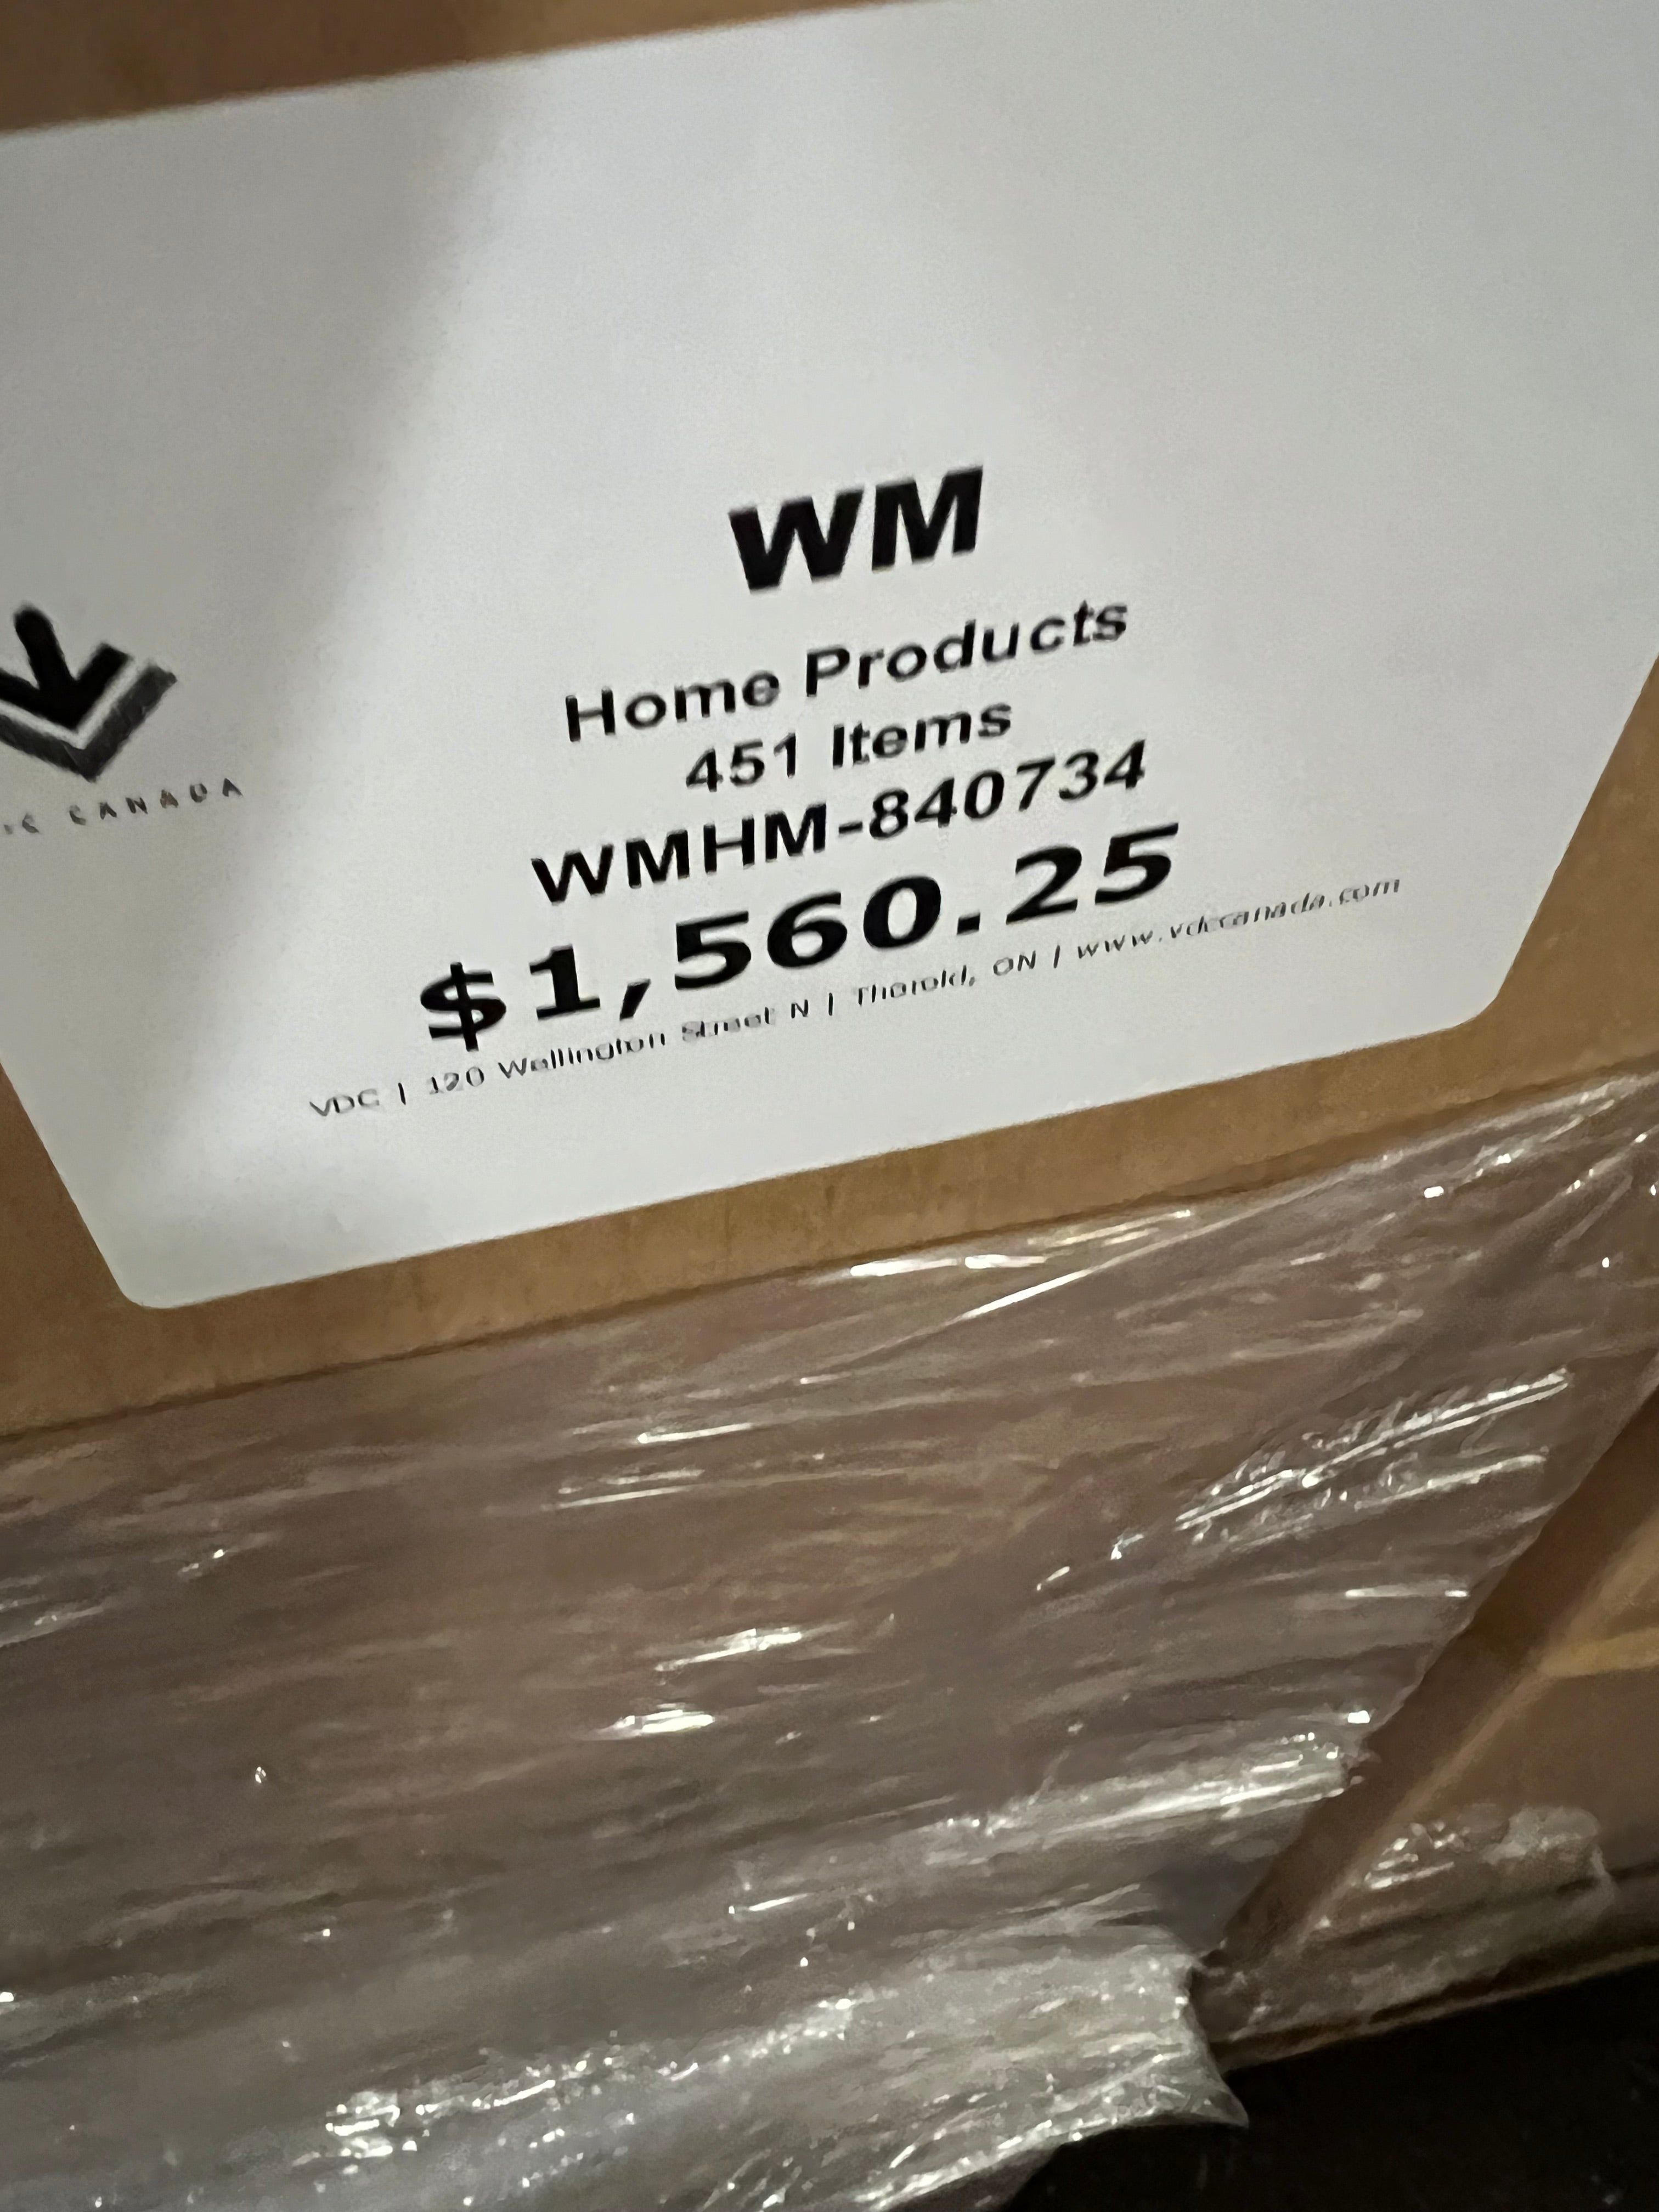 WM
Home Products
451 Items
WMHM-840734
$1,560.25
VDC | 120 Wellington Street N | Thorold, ON | www.vdccanada.com
CANADA